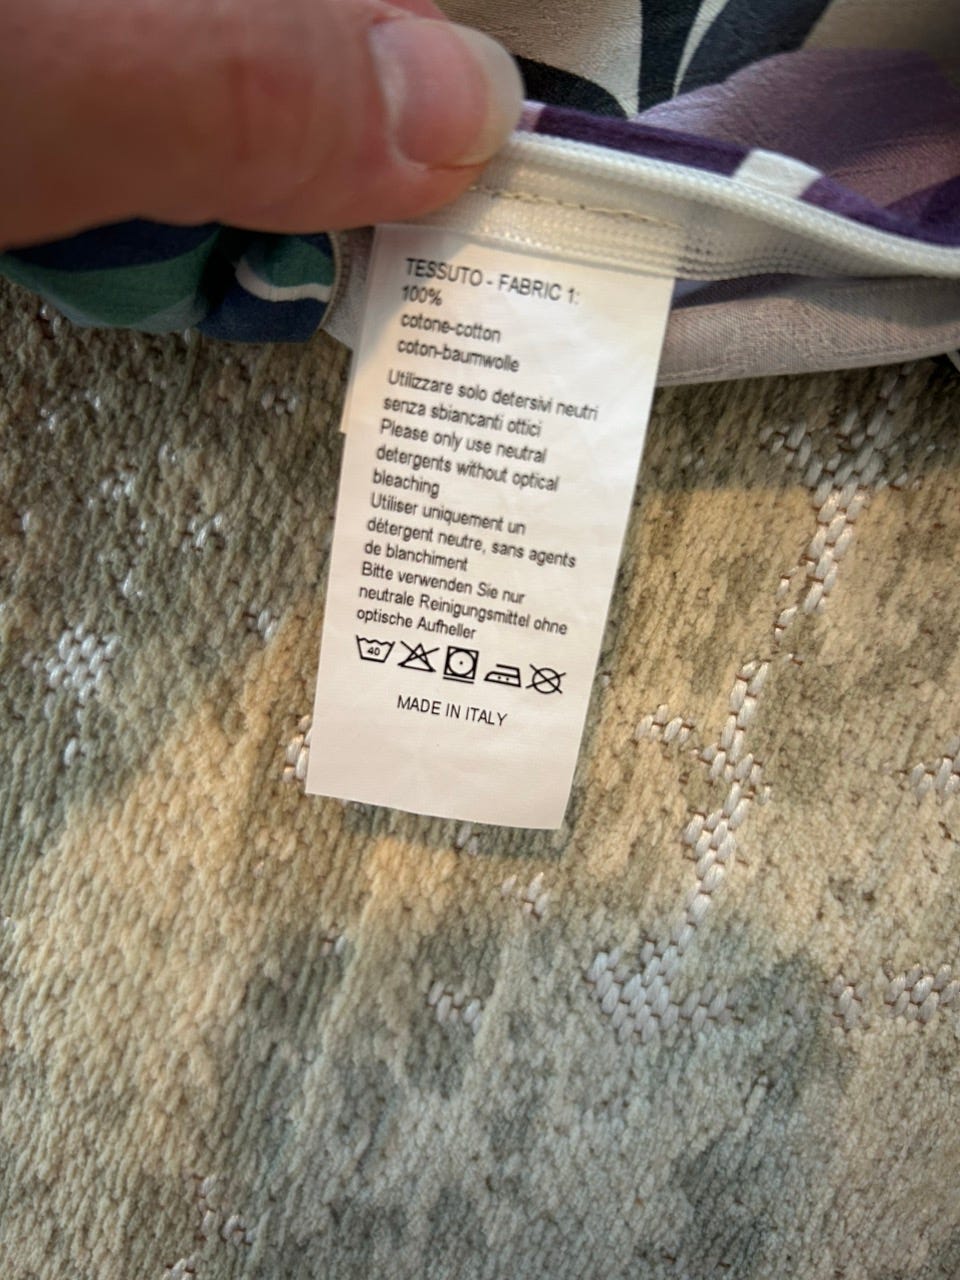 TESSUTO - FABRIC 1:
100%
cotone-cotton
coton-baumwolle
Utilizzare solo detersivi neutri
senza sbiancanti ottici
Please only use neutral
detergents without optical
bleaching
Utiliser uniquement un
détergent neutre, sans agents
de blanchiment
Bitte verwenden Sie nur
neutrale Reinigungsmittel ohne
optische Aufheller
40
MADE IN ITALY